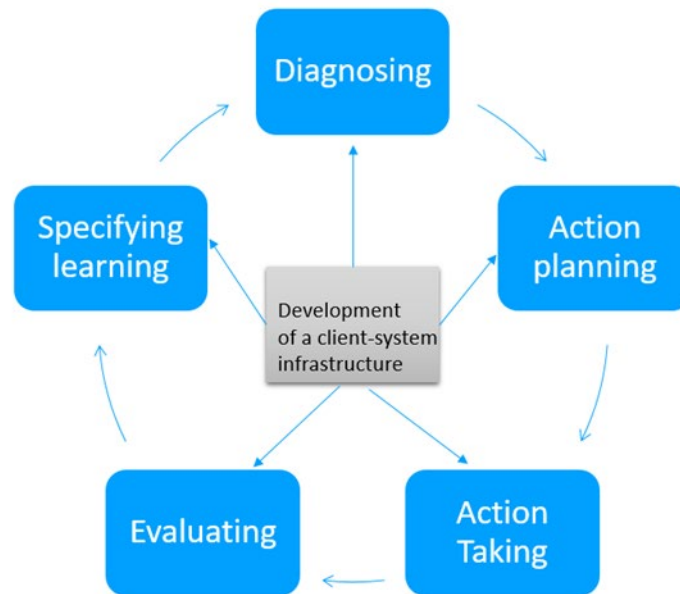 Diagnosing
Specifying
learning
Action
planning
Development
of a client-system
infrastructure
Evaluating
Action
Taking